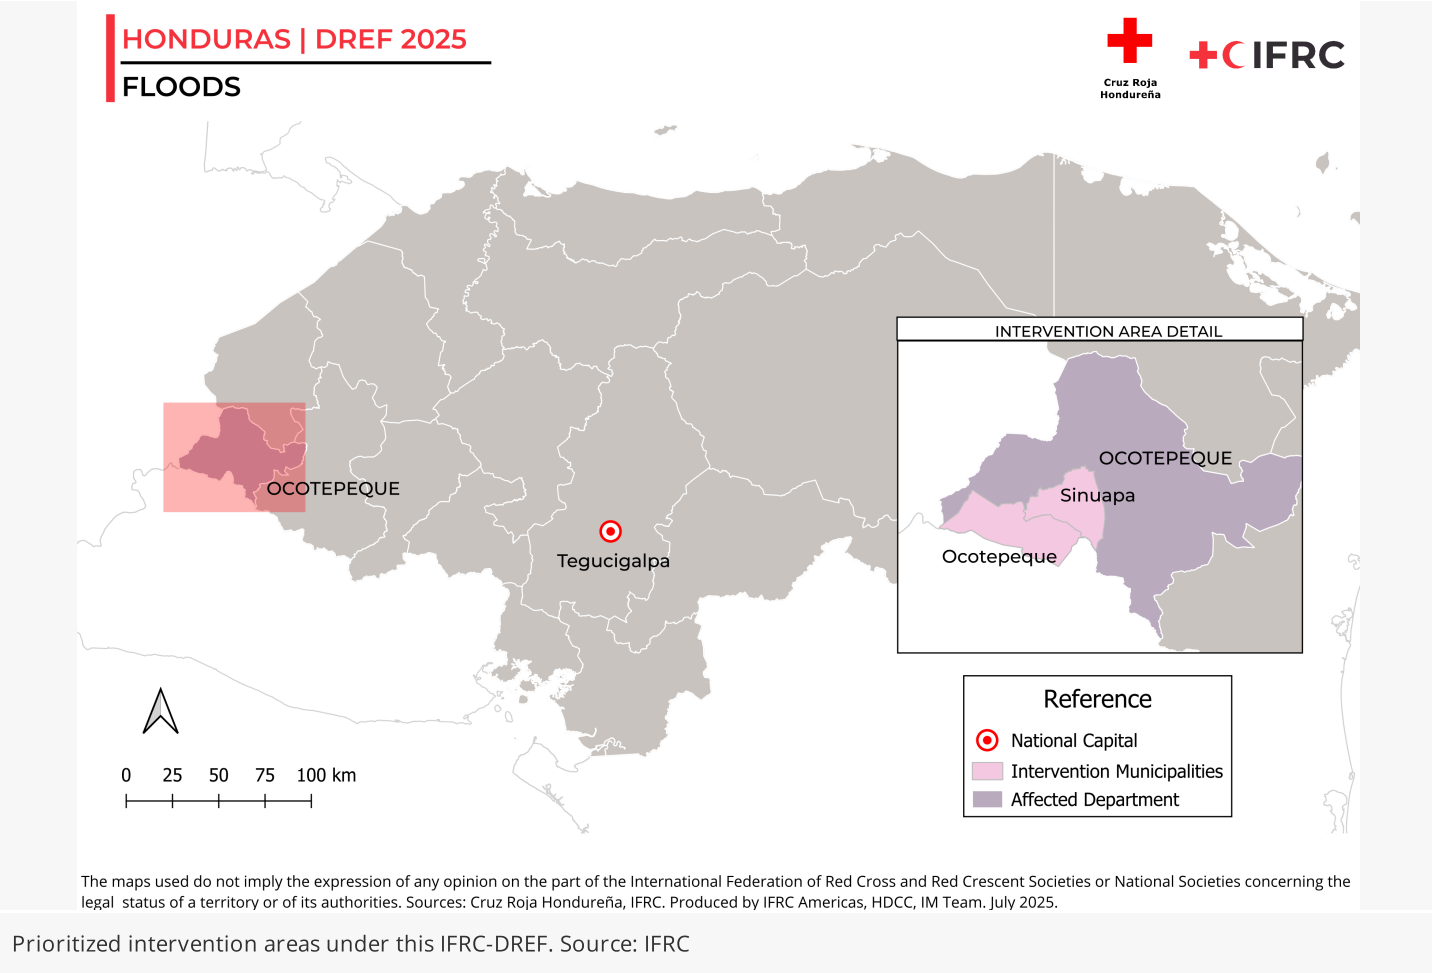 HONDURAS | DREF 2025
FLOODS
Cruz Roja
Hondureña
IFRC
INTERVENTION AREA DETAIL
OCOTEPEQUE
Sinuapa
Ocotepeque
OCOTEPEQUE
Tegucigalpa
Reference
National Capital
Intervention Municipalities
Affected Department
0 25 50 75 100 km
The maps used do not imply the expression of any opinion on the part of the International Federation of Red Cross and Red Crescent Societies or National Societies concerning the
legal status of a territory or of its authorities. Sources: Cruz Roja Hondureña, IFRC. Produced by IFRC Americas, HDCC, IM Team. July 2025.
Prioritized intervention areas under this IFRC-DREF. Source: IFRC